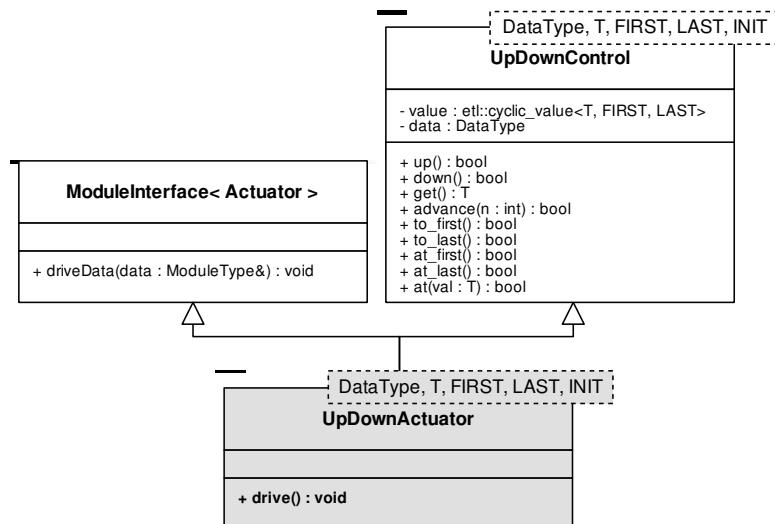 DataType, T, FIRST, LAST, INIT
UpDownControl
- value : etl::cyclic_value<T, FIRST, LAST>
- data : DataType
+ up() : bool
+ down() : bool
+ get() : T
+ advance(n : int) : bool
+ to_first() : bool
+ to_last() : bool
+ at_first() : bool
+ at_last() : bool
+ at(val : T) : bool
ModuleInterface< Actuator >
+ driveData(data : ModuleType&) : void
DataType, T, FIRST, LAST, INIT
UpDownActuator
+ drive() : void